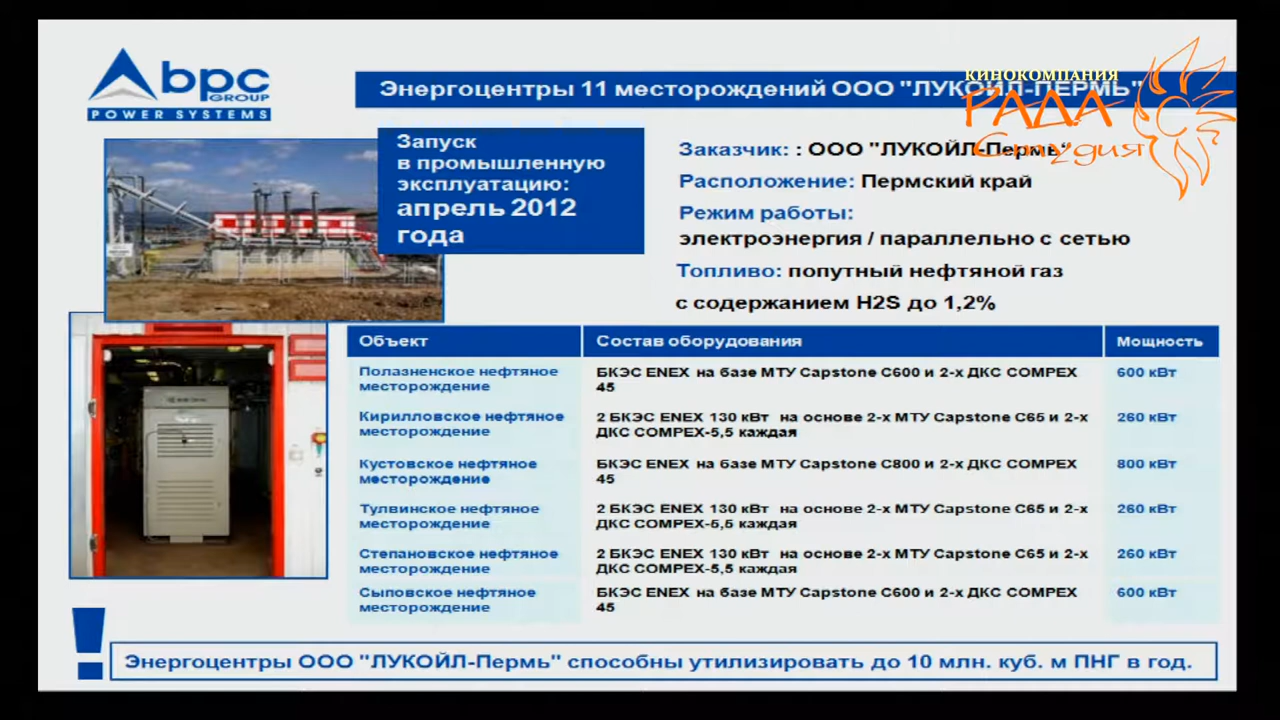 bpc
GROUP
POWER SYSTEMS
Энергоцентры 11 месторождений ООО "ЛУКОЙЛ-ПЕРМЬ"
КИНОКОМПАНИЯ
РАДА
Студия
Запуск
в промышленную
эксплуатацию:
апрель 2012
года
Заказчик: : ООО "ЛУКОЙЛ-Пермь"
Расположение: Пермский край
Режим работы:
электроэнергия / параллельно с сетью
Топливо: попутный нефтяной газ
с содержанием H2S до 1,2%
Объект Состав оборудования Мощность
Полазненское нефтяное
месторождение
БКЭС ENEX на базе МТУ Capstone C600 и 2-х ДКС COMPEX
45
600 кВт
Кирилловское нефтяное
месторождение
2 БКЭС ENEX 130 кВт на основе 2-х МТУ Capstone C65 и 2-х
ДКС COMPEX-5,5 каждая
260 кВт
Кустовское нефтяное
месторождение
БКЭС ENEX на базе МТУ Capstone C800 и 2-х ДКС COMPEX
45
800 кВт
Тулвинское нефтяное
месторождение
2 БКЭС ENEX 130 кВт на основе 2-х МТУ Capstone C65 и 2-х
ДКС COMPEX-5,5 каждая
260 кВт
Степановское нефтяное
месторождение
2 БКЭС ENEX 130 кВт на основе 2-х МТУ Capstone C65 и 2-х
ДКС COMPEX-5,5 каждая
260 кВт
Сыповское нефтяное
месторождение
БКЭС ENEX на базе МТУ Capstone C600 и 2-х ДКС COMPEX
45
600 кВт
! Энергоцентры ООО "ЛУКОЙЛ-Пермь" способны утилизировать до 10 млн. куб. м ПНГ в год.